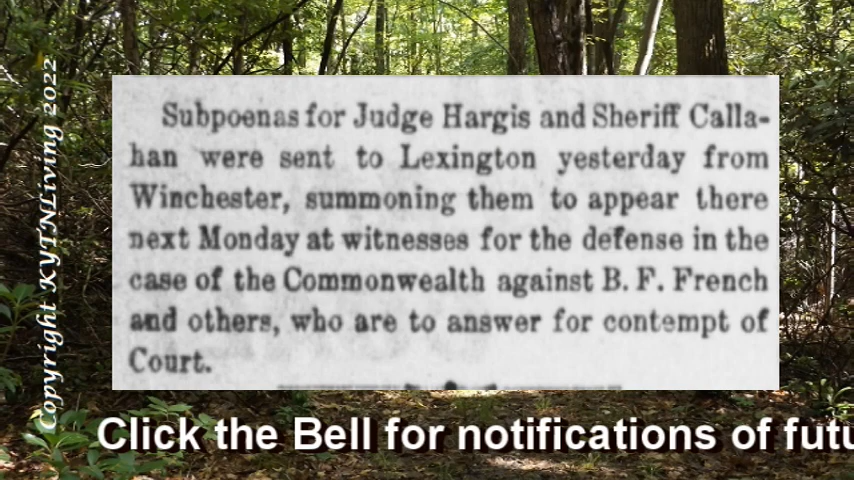 Subpoenas for Judge Hargis and Sheriff Calla-
han were sent to Lexington yesterday from
Winchester, summoning them to appear there
next Monday at witnesses for the defense in the
case of the Commonwealth against B. F. French
and others, who are to answer for contempt of
Court.
Click the Bell for notifications of futu
Copyright KYTNLiving 2022